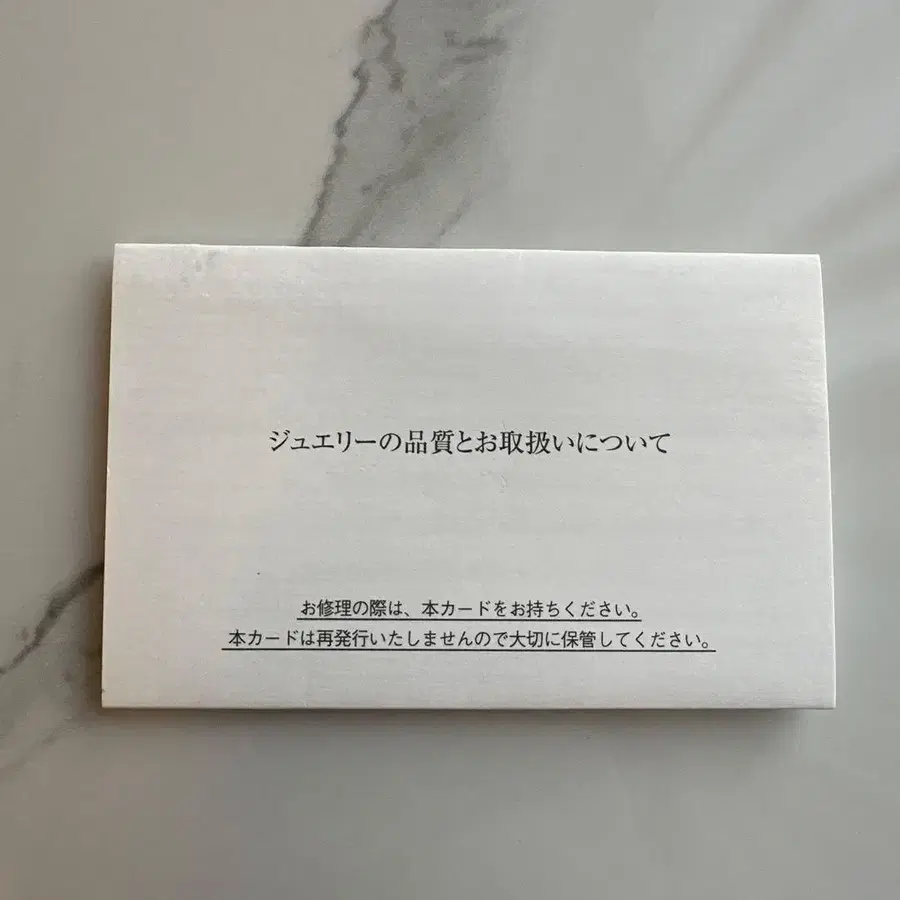 ジュエリーの品質とお取扱いについて
お修理の際は、本カードをお持ちください。
本カードは再発行いたしませんので大切に保管してください。